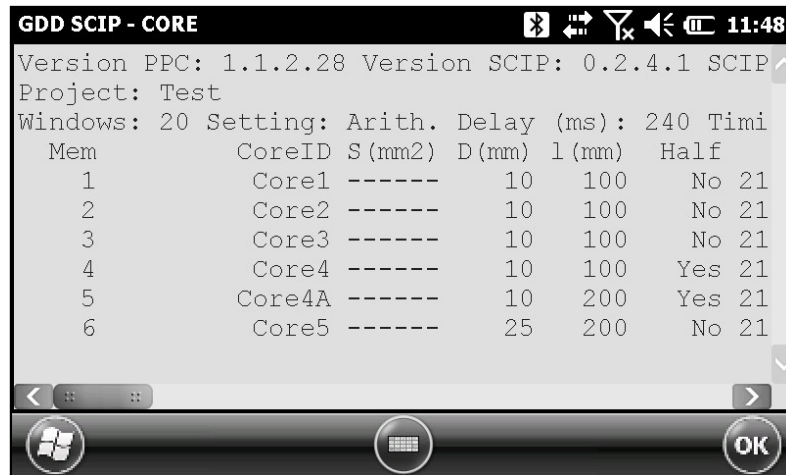 GDD SCIP - CORE 11:48
Version PPC: 1.1.2.28 Version SCIP: 0.2.4.1 SCIP
Project: Test
Windows: 20 Setting: Arith. Delay (ms): 240 Timi
Mem CoreID S(mm2) D(mm) l(mm) Half
1 Core1 ------ 10 100 No 21
2 Core2 ------ 10 100 No 21
3 Core3 ------ 10 100 No 21
4 Core4 ------ 10 100 Yes 21
5 Core4A ------ 10 200 Yes 21
6 Core5 ------ 25 200 No 21
OK